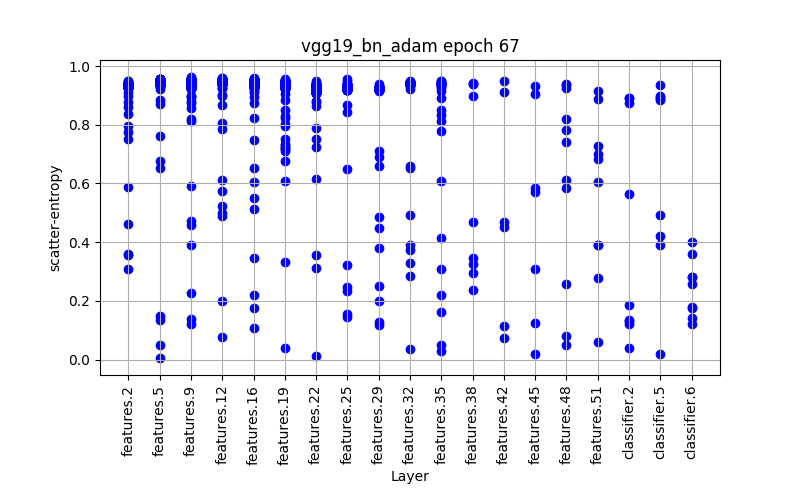 vgg19_bn_adam epoch 67
1.0
0.8
0.6
0.4
0.2
0.0
scatter-entropy
features.2
features.5
features.9
features.12
features.16
features.19
features.22
features.25
features.29
features.32
features.35
features.38
features.42
features.45
features.48
features.51
classifier.2
classifier.5
classifier.6
Layer